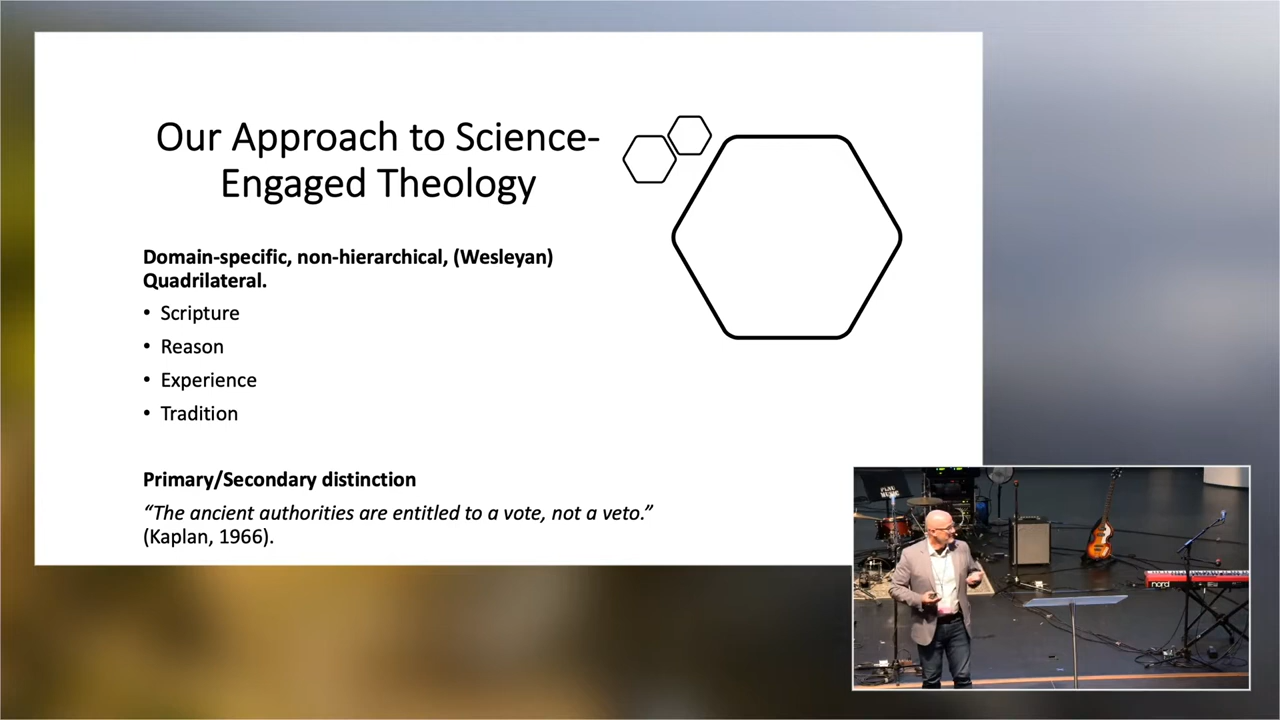 Our Approach to Science-
Engaged Theology
Domain-specific, non-hierarchical, (Wesleyan)
Quadrilateral.
• Scripture
• Reason
• Experience
• Tradition
Primary/Secondary distinction
“The ancient authorities are entitled to a vote, not a veto.”
(Kaplan, 1966).
nord